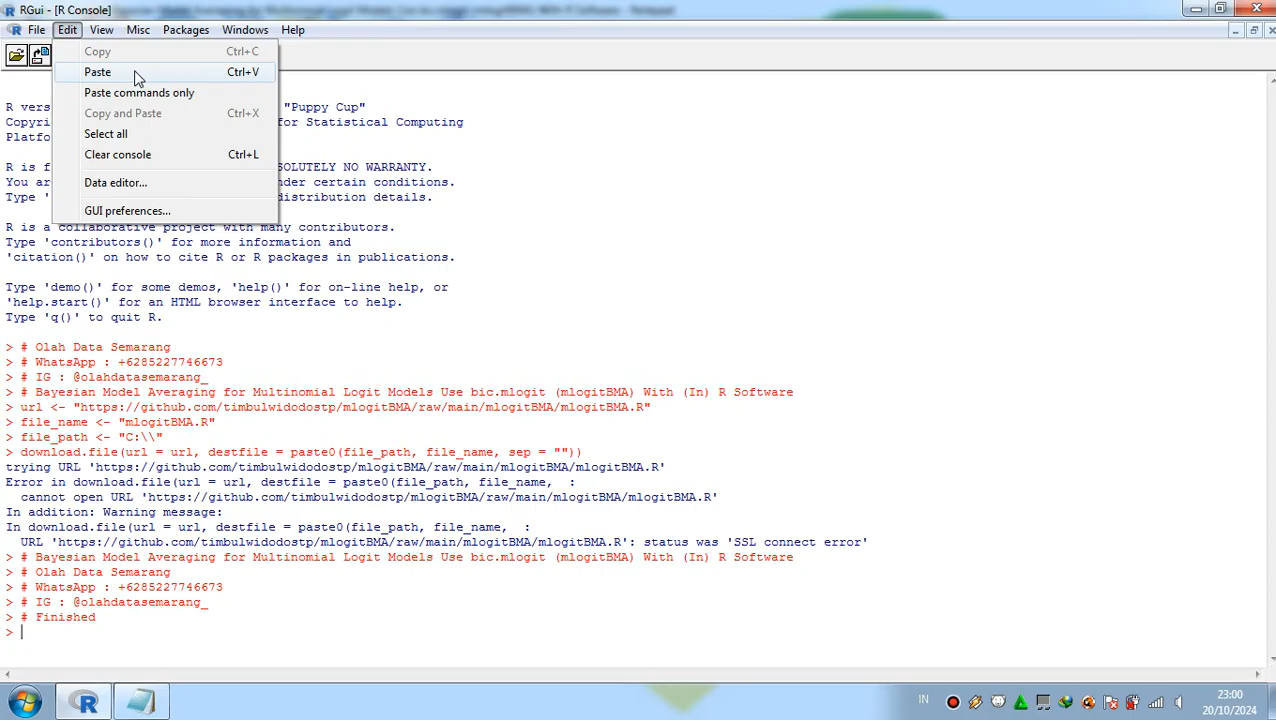 RGui - [R Console]
File Edit View Misc Packages Windows Help
Copy Ctrl+C
Paste Ctrl+V
Paste commands only
Copy and Paste Ctrl+X
Select all
Clear console Ctrl+L
Data editor...
GUI preferences...
R vers "Puppy Cup"
Copyri for Statistical Computing
Platfo
R is f SOLUTELY NO WARRANTY.
You ar nder certain conditions.
Type ' distribution details.
R is a collaborative project with many contributors.
Type 'contributors()' for more information and
'citation()' on how to cite R or R packages in publications.
Type 'demo()' for some demos, 'help()' for on-line help, or
'help.start()' for an HTML browser interface to help.
Type 'q()' to quit R.
> # Olah Data Semarang
> # WhatsApp : +6285227746673
> # IG : @olahdatasemarang_
> # Bayesian Model Averaging for Multinomial Logit Models Use bic.mlogit (mlogitBMA) With (In) R Software
> url <- "https://github.com/timbulwidodostp/mlogitBMA/raw/main/mlogitBMA/mlogitBMA.R"
> file_name <- "mlogitBMA.R"
> file_path <- "C:\\"
> download.file(url = url, destfile = paste0(file_path, file_name, sep = ""))
trying URL 'https://github.com/timbulwidodostp/mlogitBMA/raw/main/mlogitBMA/mlogitBMA.R'
Error in download.file(url = url, destfile = paste0(file_path, file_name, :
cannot open URL 'https://github.com/timbulwidodostp/mlogitBMA/raw/main/mlogitBMA/mlogitBMA.R'
In addition: Warning message:
In download.file(url = url, destfile = paste0(file_path, file_name, :
URL 'https://github.com/timbulwidodostp/mlogitBMA/raw/main/mlogitBMA/mlogitBMA.R': status was 'SSL connect error'
> # Bayesian Model Averaging for Multinomial Logit Models Use bic.mlogit (mlogitBMA) With (In) R Software
> # Olah Data Semarang
> # WhatsApp : +6285227746673
> # IG : @olahdatasemarang_
> # Finished
>
IN
23:00
20/10/2024